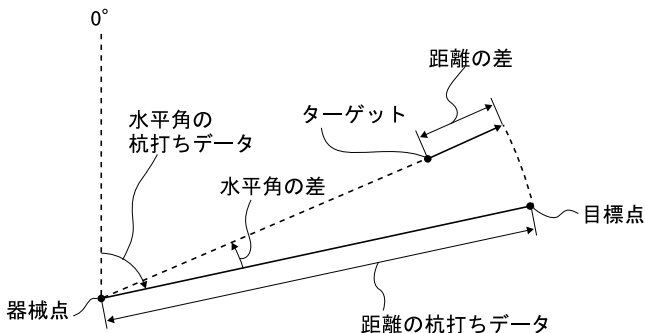 0°
距離の差
水平角の
杭打ちデータ
ターゲット
水平角の差
目標点
器械点
距離の杭打ちデータ